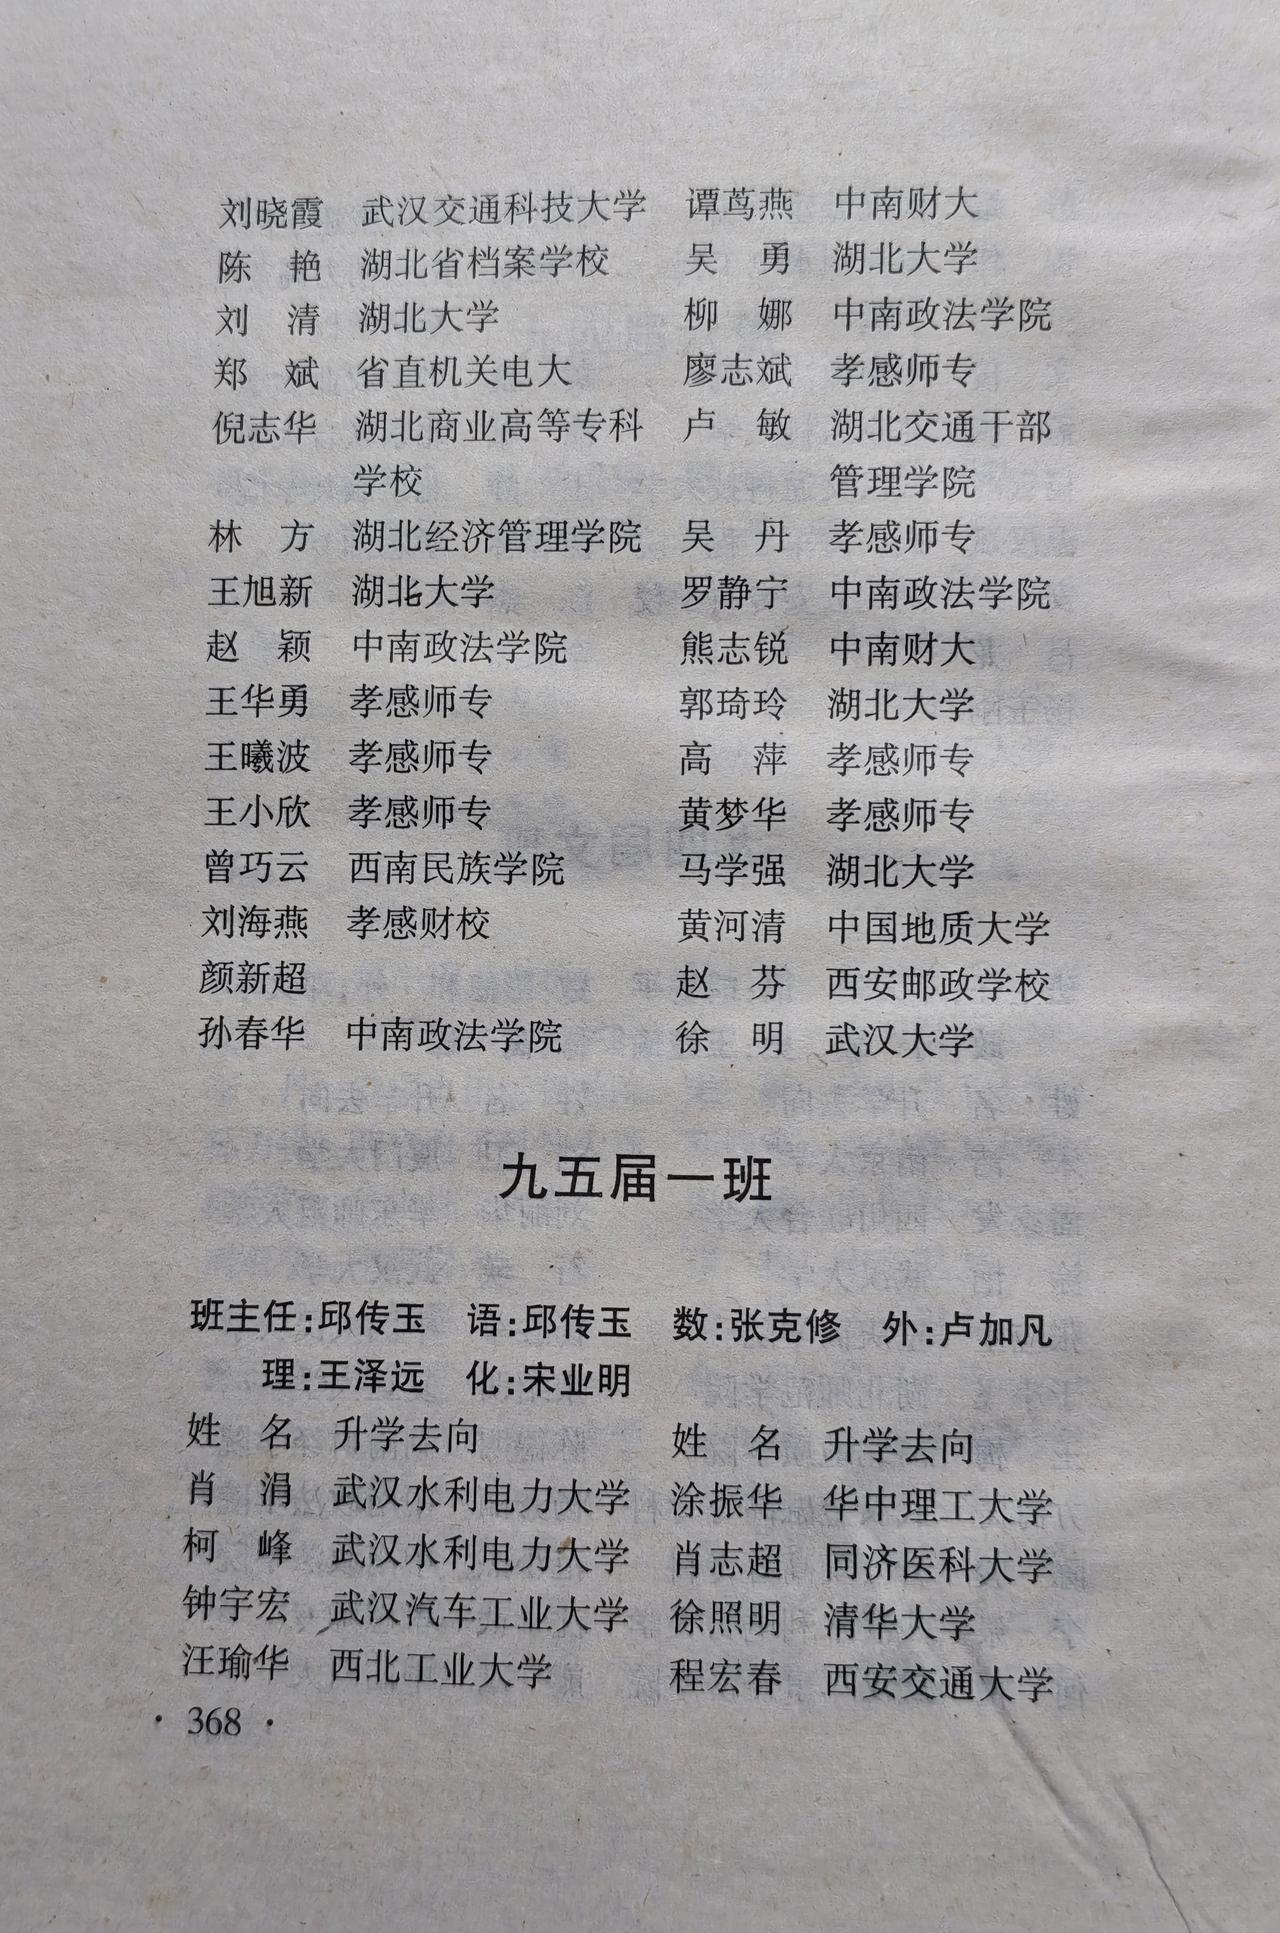 刘晓霞 武汉交通科技大学 谭茑燕 中南财大
陈 艳 湖北省档案学校 吴 勇 湖北大学
刘 清 湖北大学 柳 娜 中南政法学院
郑 斌 省直机关电大 廖志斌 孝感师专
倪志华 湖北商业高等专科 卢 敏 湖北交通干部
学校 管理学院
林 方 湖北经济管理学院 吴 丹 孝感师专
王旭新 湖北大学 罗静宁 中南政法学院
赵 颖 中南政法学院 熊志锐 中南财大
王华勇 孝感师专 郭琦玲 湖北大学
王曦波 孝感师专 高 萍 孝感师专
王小欣 孝感师专 黄梦华 孝感师专
曾巧云 西南民族学院 马学强 湖北大学
刘海燕 孝感财校 黄河清 中国地质大学
颜新超 赵 芬 西安邮政学校
孙春华 中南政法学院 徐 明 武汉大学
九五届一班
班主任:邱传玉 语:邱传玉 数:张克修 外:卢加凡
理:王泽远 化:宋业明
姓 名 升学去向 姓 名 升学去向
肖 涓 武汉水利电力大学 涂振华 华中理工大学
柯 峰 武汉水利电力大学 肖志超 同济医科大学
钟宇宏 武汉汽车工业大学 徐照明 清华大学
汪瑜华 西北工业大学 程宏春 西安交通大学
· 368 ·